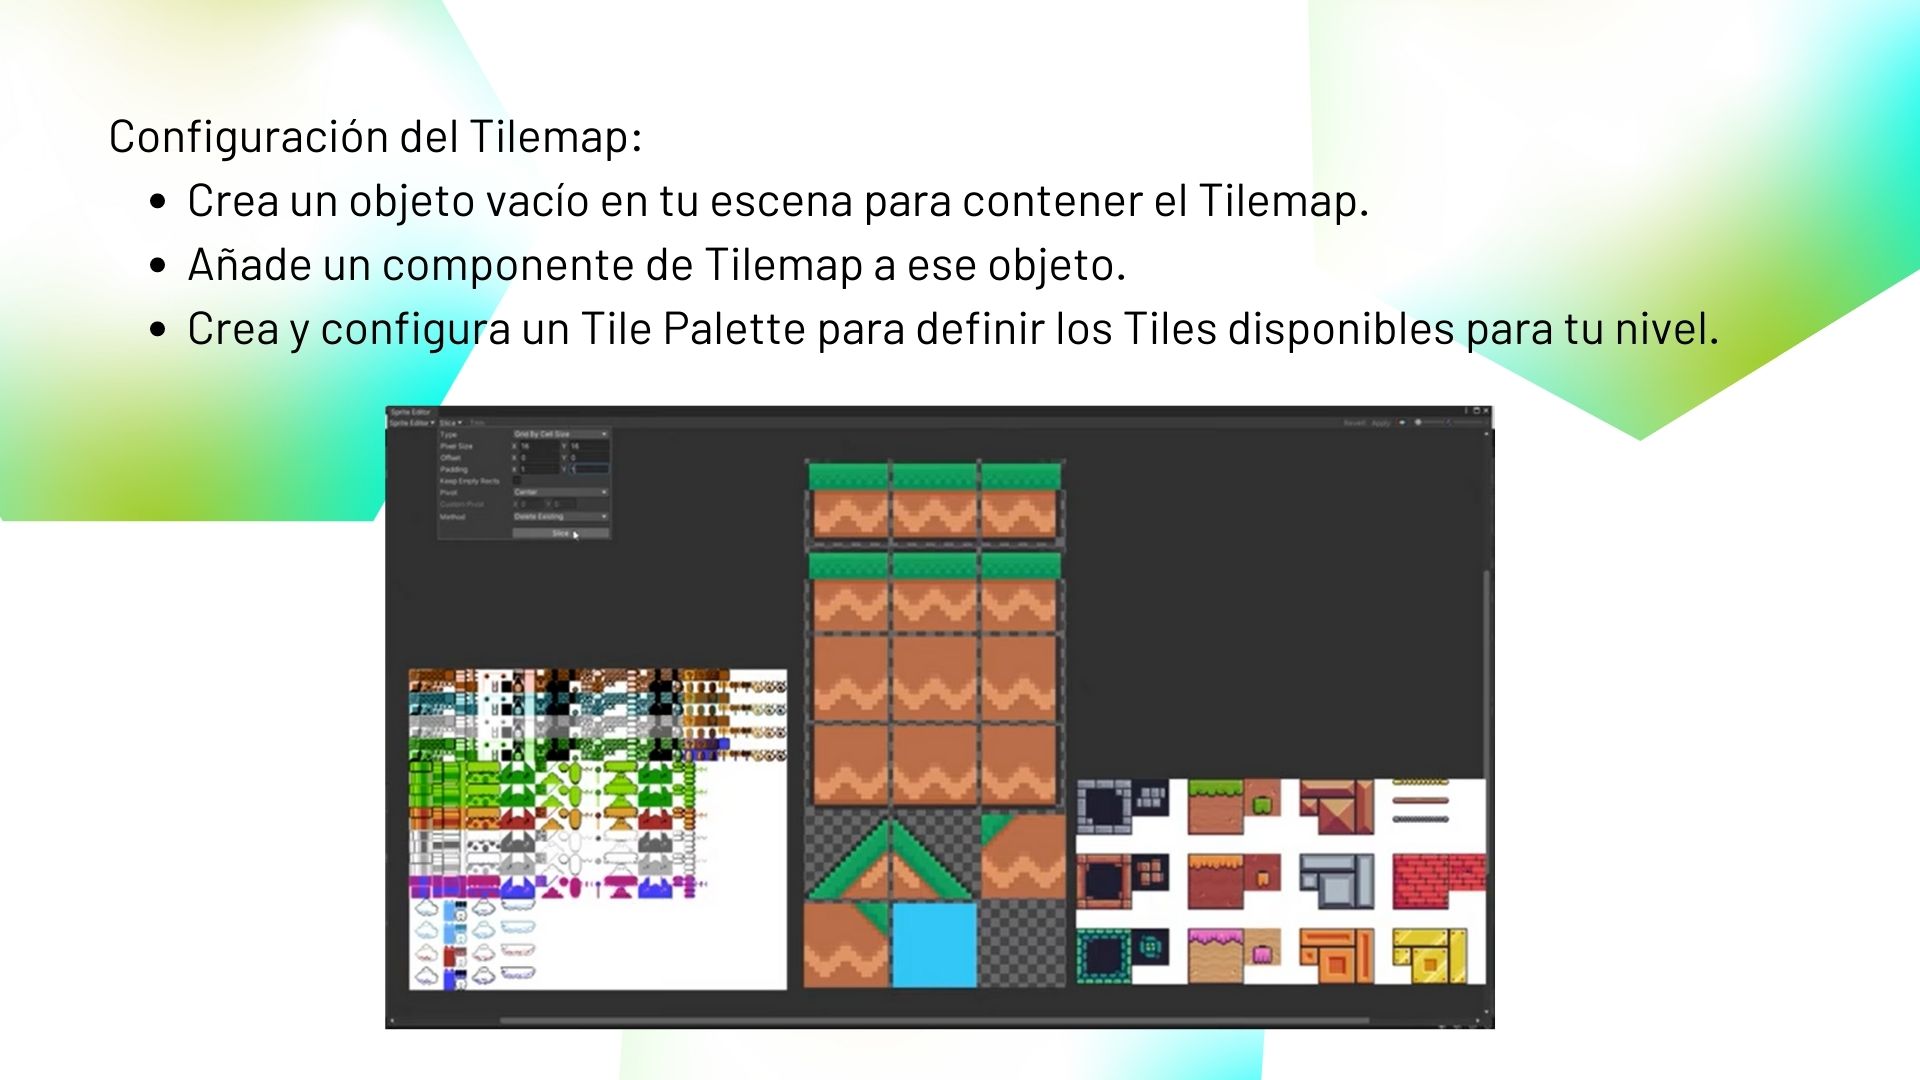 Configuración del Tilemap:
Crea un objeto vacío en tu escena para contener el Tilemap.
Añade un componente de Tilemap a ese objeto.
Crea y configura un Tile Palette para definir los Tiles disponibles para tu nivel.
Sprite Editor
Sprite Editor Slice Trim Revert Apply
Type Grid By Cell Size
Pixel Size X 16 Y 16
Offset X 0 Y 0
Padding X 1 Y
Keep Empty Rects
Pivot Center
Custom Pivot X 0 Y 0
Method Delete Existing
Slice